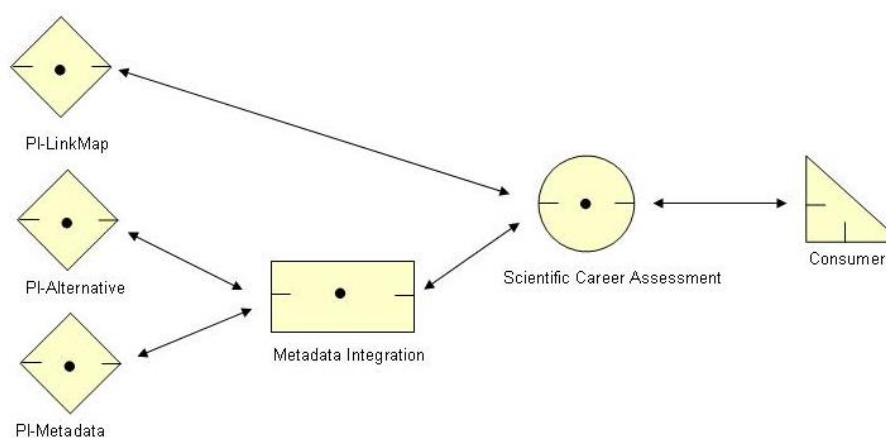 PI-LinkMap
PI-Alternative
PI-Metadata
Metadata Integration
Scientific Career Assessment
Consumer